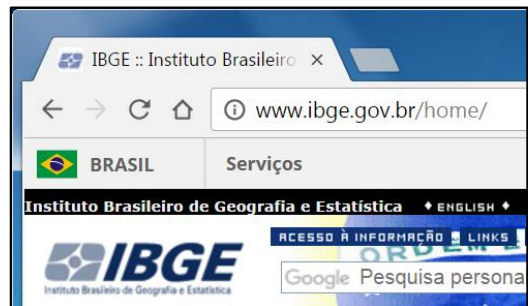 IBGE :: Instituto Brasileiro
www.ibge.gov.br/home/
BRASIL Serviços
Instituto Brasileiro de Geografia e Estatística ENGLISH
ACESSO À INFORMAÇÃO LINKS
ORDEM E
IBGE
Instituto Brasileiro de Geografia e Estatística
Google Pesquisa persona